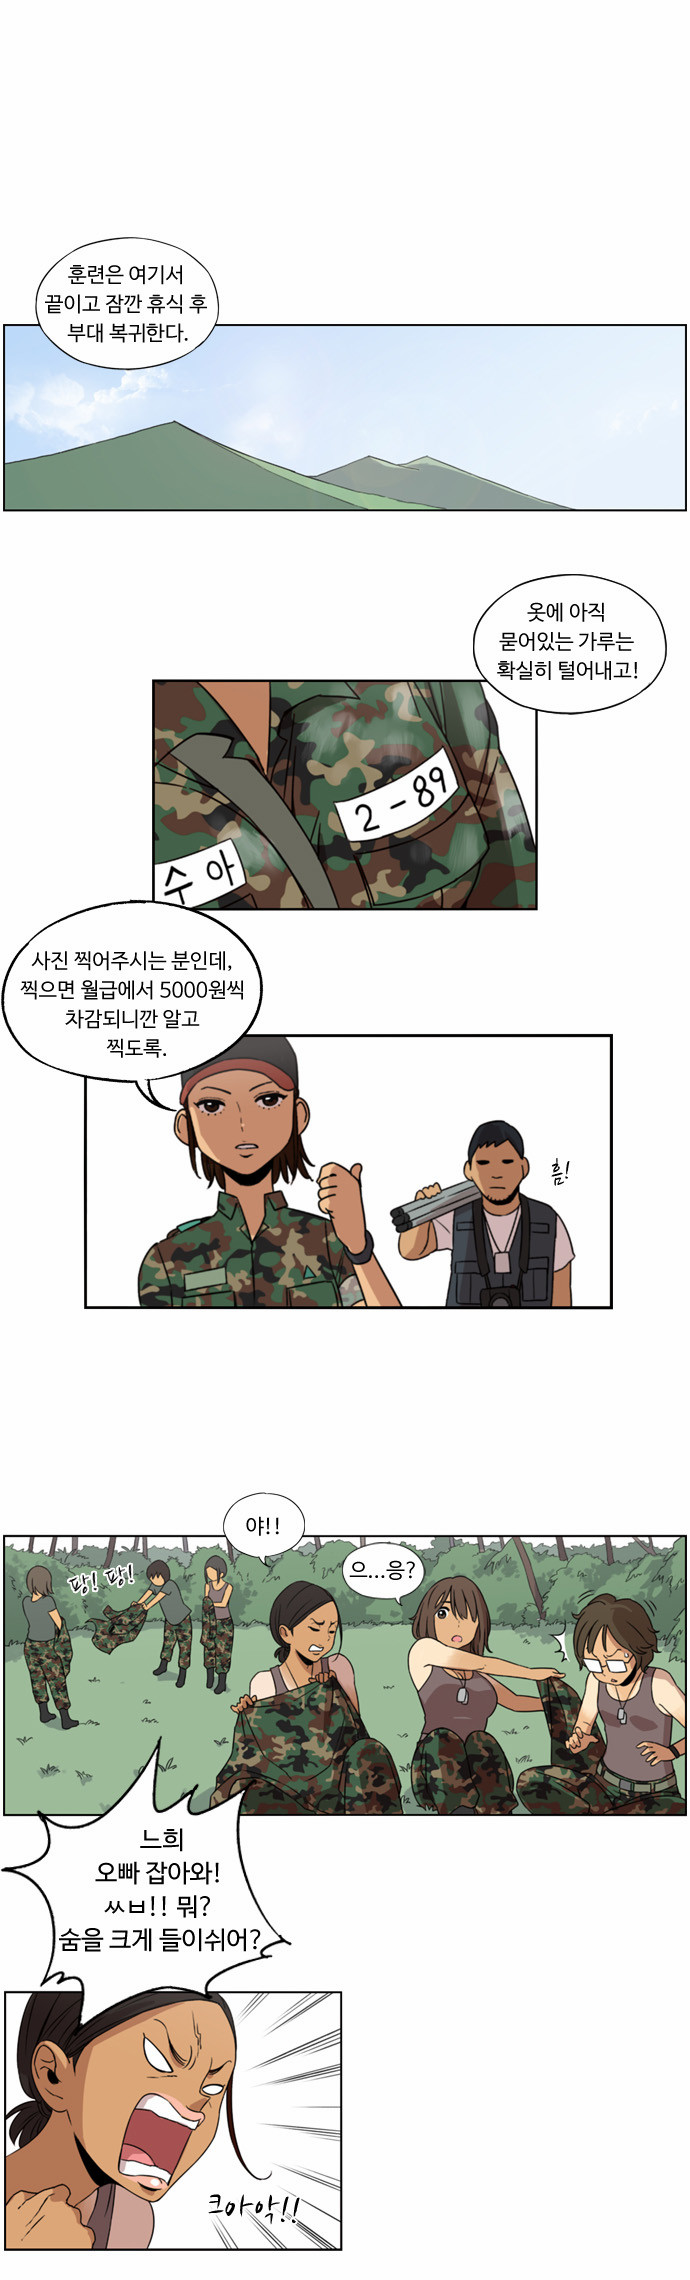 훈련은 여기서
끝이고 잠깐 휴식 후
부대 복귀한다.
옷에 아직
묻어있는 가루는
확실히 털어내고!
2-89
수아
사진 찍어주시는 분인데,
찍으면 월급에서 5000원씩
차감되니깐 알고
찍도록.
흠!
야!!
으...응?
팡! 팡!
느희
오빠 잡아와!
ㅆㅂ!! 뭐?
숨을 크게 들이쉬어?
크아악!!